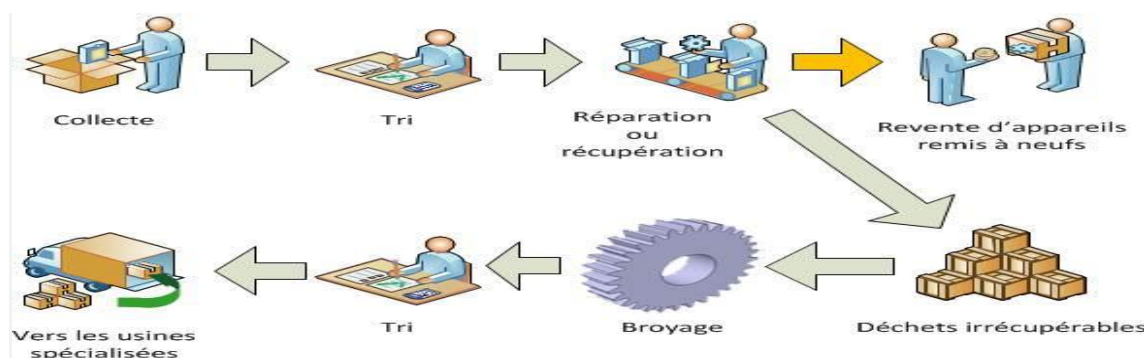 Collecte
Tri
Réparation
ou
récupération
Revente d'appareils
remis à neufs
Vers les usines
spécialisées
Tri
Broyage
Déchets irrécupérables